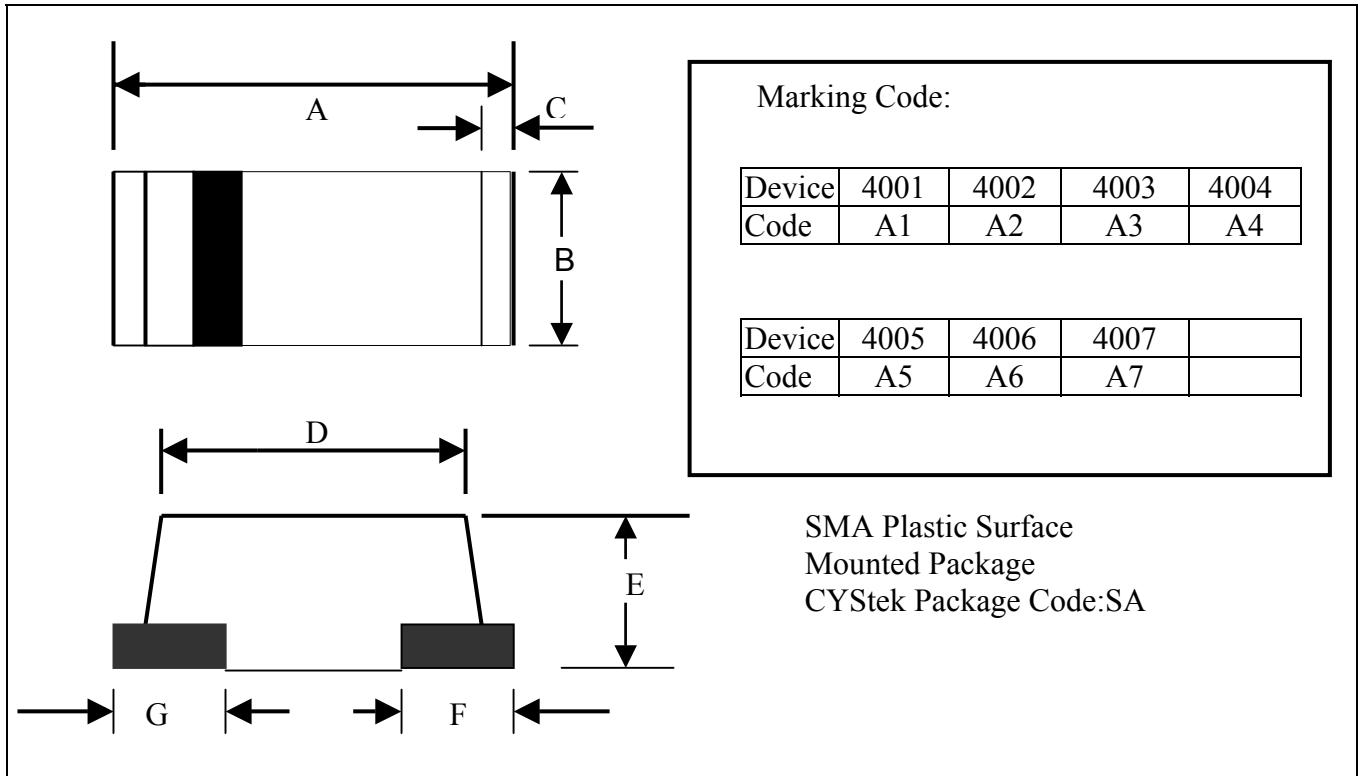 A
C
B
D
E
G
F
Marking Code:
Device 4001 4002 4003 4004
Code A1 A2 A3 A4
Device 4005 4006 4007
Code A5 A6 A7
SMA Plastic Surface
Mounted Package
CYStek Package Code:SA